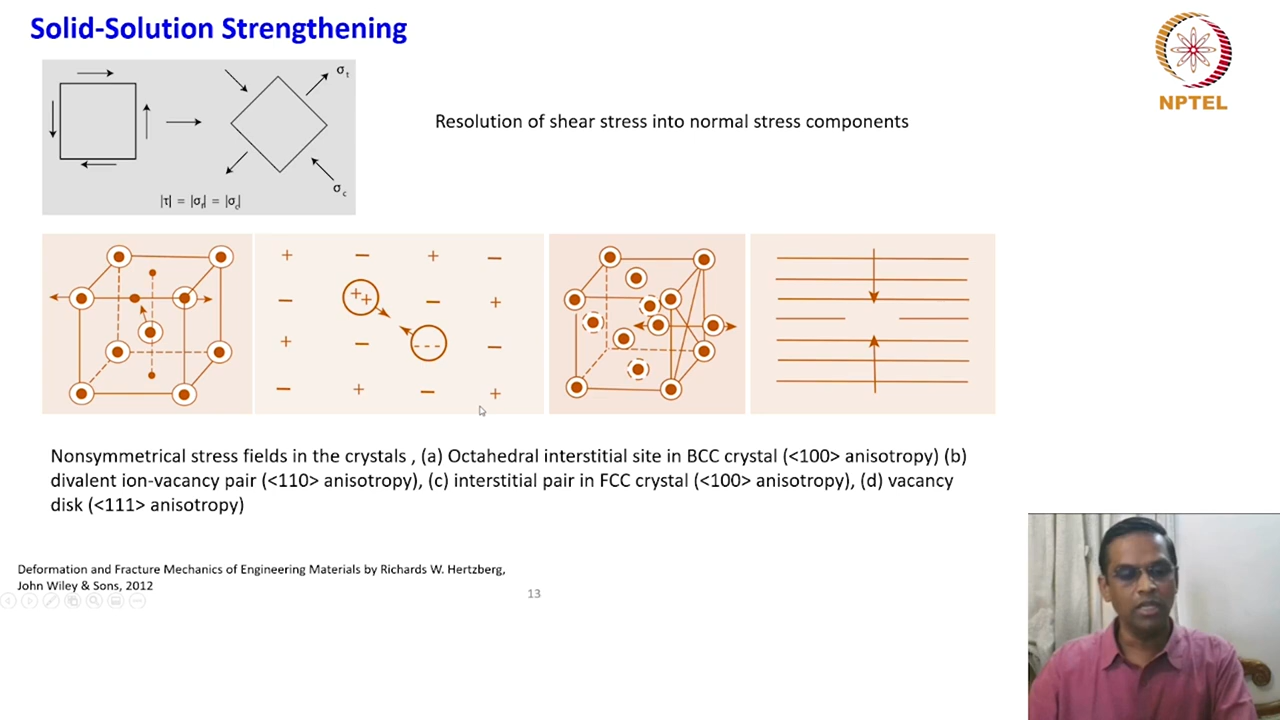 Solid-Solution Strengthening
σt
σc
|τ| = |σt| = |σc|
Resolution of shear stress into normal stress components
NPTEL
+ − + −
− ++ − +
+ − --- −
− + − +
Nonsymmetrical stress fields in the crystals , (a) Octahedral interstitial site in BCC crystal (<100> anisotropy) (b)
divalent ion-vacancy pair (<110> anisotropy), (c) interstitial pair in FCC crystal (<100> anisotropy), (d) vacancy
disk (<111> anisotropy)
Deformation and Fracture Mechanics of Engineering Materials by Richards W. Hertzberg,
John Wiley & Sons, 2012
13